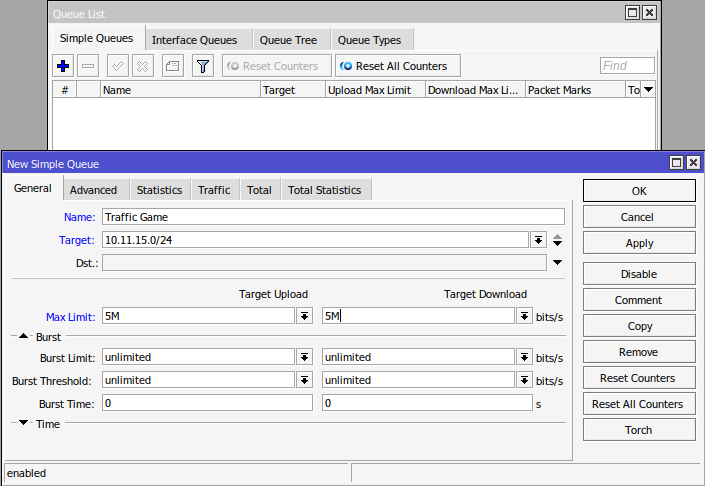 Queue List
Simple Queues Interface Queues Queue Tree Queue Types
Reset Counters Reset All Counters Find
# Name Target Upload Max Limit Download Max Li... Packet Marks To
New Simple Queue
General Advanced Statistics Traffic Total Total Statistics
Name: Traffic Game
Target: 10.11.15.0/24
Dst.:
Target Upload Target Download
Max Limit: 5M 5M bits/s
Burst
Burst Limit: unlimited unlimited bits/s
Burst Threshold: unlimited unlimited bits/s
Burst Time: 0 0 s
Time
OK
Cancel
Apply
Disable
Comment
Copy
Remove
Reset Counters
Reset All Counters
Torch
enabled